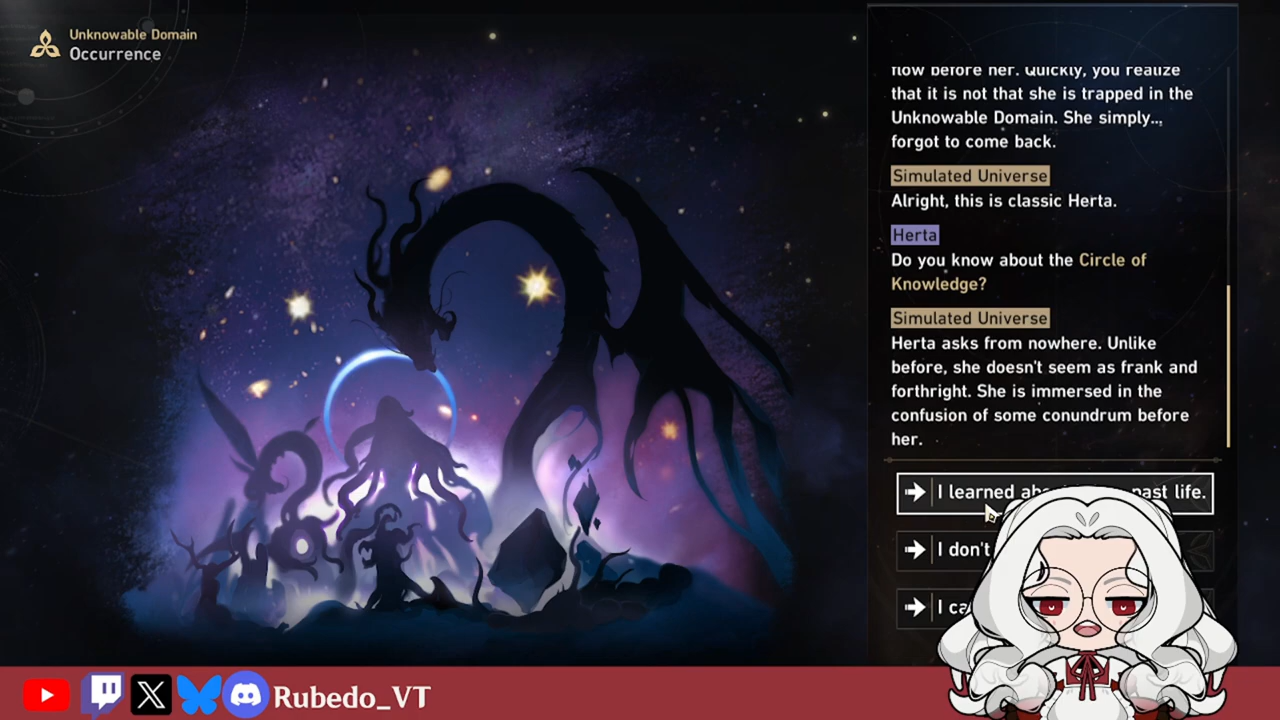 Unknowable Domain
Occurrence
flow before her. Quickly, you realize
that it is not that she is trapped in the
Unknowable Domain. She simply...
forgot to come back.
Simulated Universe
Alright, this is classic Herta.
Herta
Do you know about the Circle of
Knowledge?
Simulated Universe
Herta asks from nowhere. Unlike
before, she doesn't seem as frank and
forthright. She is immersed in the
confusion of some conundrum before
her.
I learned past life.
I don't
I
Rubedo_VT